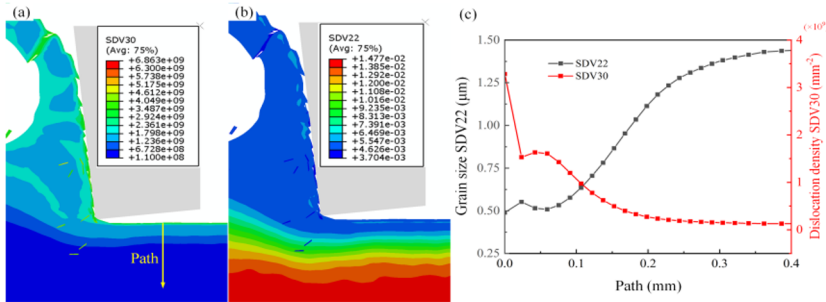 (a)
SDV30
(Avg: 75%)
+6.863e+09
+6.300e+09
+5.738e+09
+5.175e+09
+4.612e+09
+4.049e+09
+3.487e+09
+2.924e+09
+2.361e+09
+1.798e+09
+1.236e+09
+6.728e+08
+1.100e+08
Path
(b)
SDV22
(Avg: 75%)
+1.477e-02
+1.385e-02
+1.292e-02
+1.200e-02
+1.108e-02
+1.016e-02
+9.235e-03
+8.313e-03
+7.391e-03
+6.469e-03
+5.547e-03
+4.626e-03
+3.704e-03
(c)
Grain size SDV22 (μm)
1.50
1.25
1.00
0.75
0.50
0.25
SDV22
SDV30
0.0
0.1
0.2
0.3
0.4
Path (mm)
(×10⁹)
4
3
2
1
0
Dislocation density SDV30 (mm⁻²)